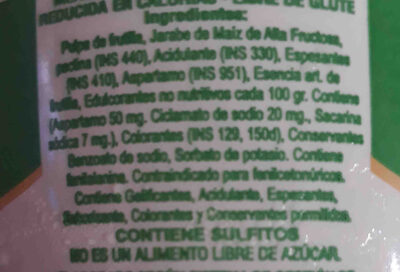 REDUCIDA EN CALORIAS - LIBRE DE GLUTE
Ingredientes:
Pulpa de frutilla, Jarabe de Maíz de Alta Fructosa,
pectina (INS 440), Acidulante (INS 330), Espesantes
(INS 410), Aspartamo (INS 951), Esencia art. de
frutilla, Edulcorantes no nutritivos cada 100 gr. Contiene
(Aspartamo 50 mg. Ciclamato de sodio 20 mg., Sacarina
sódica 7 mg.), Colorantes (INS 129, 150d), Conservantes
Benzoato de sodio, Sorbato de potasio. Contiene
fenilalanina. Contraindicado para fenilcetonúricos.
Contiene Gelificantes, Acidulante, Espezantes,
Saborizante, Colorantes y Conservantes permitidos.
CONTIENE SULFITOS
NO ES UN ALIMENTO LIBRE DE AZÚCAR.